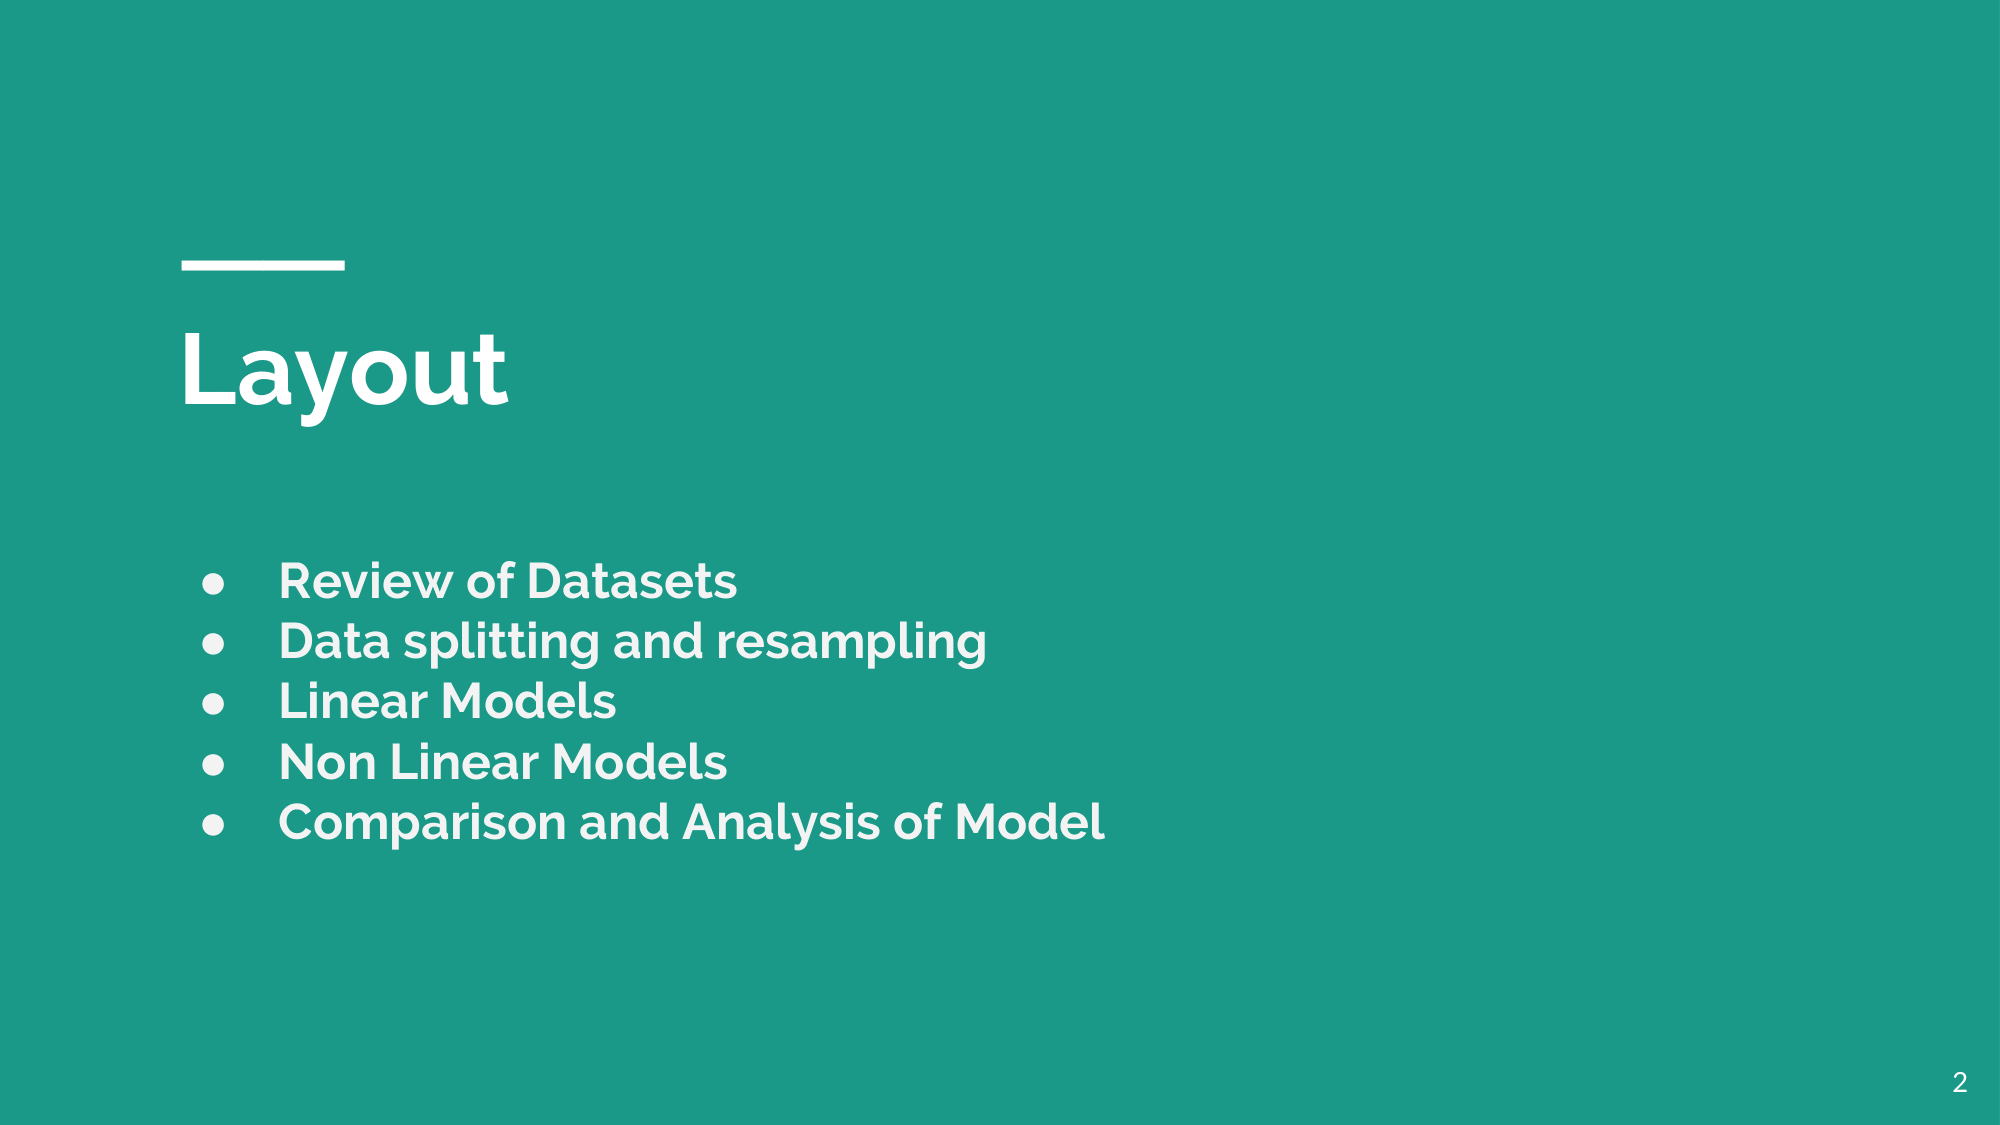 Layout
● Review of Datasets
● Data splitting and resampling
● Linear Models
● Non Linear Models
● Comparison and Analysis of Model
2